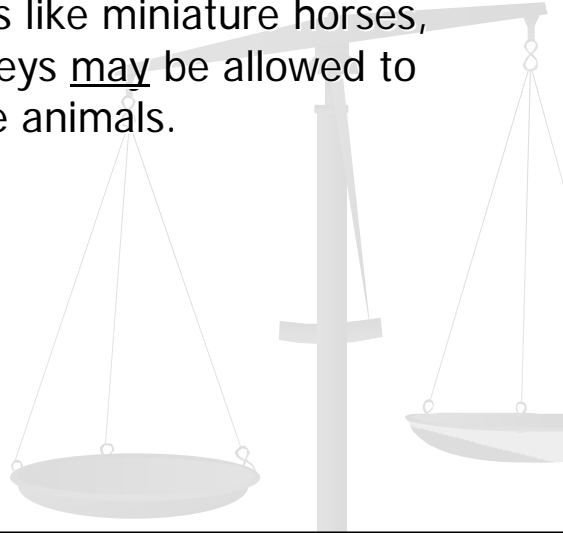 s like miniature horses,
eys may be allowed to
e animals.